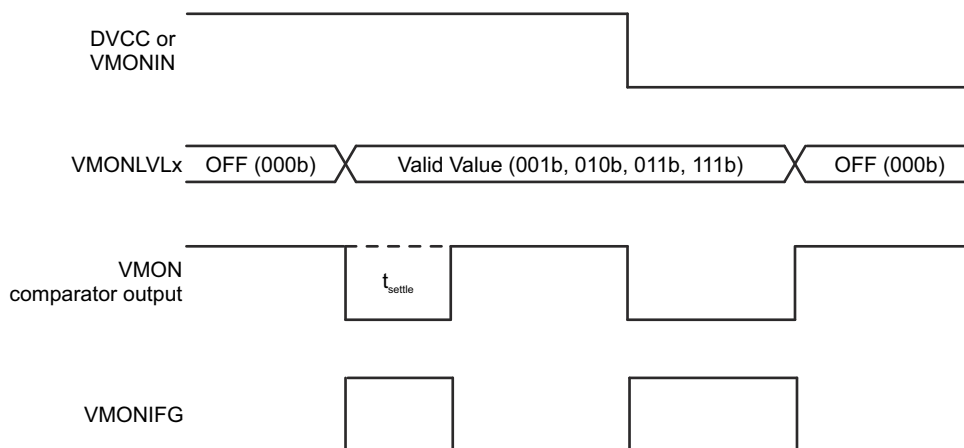 DVCC or
VMONIN
VMONLVLx
OFF (000b)
Valid Value (001b, 010b, 011b, 111b)
OFF (000b)
VMON
comparator output
tsettle
VMONIFG